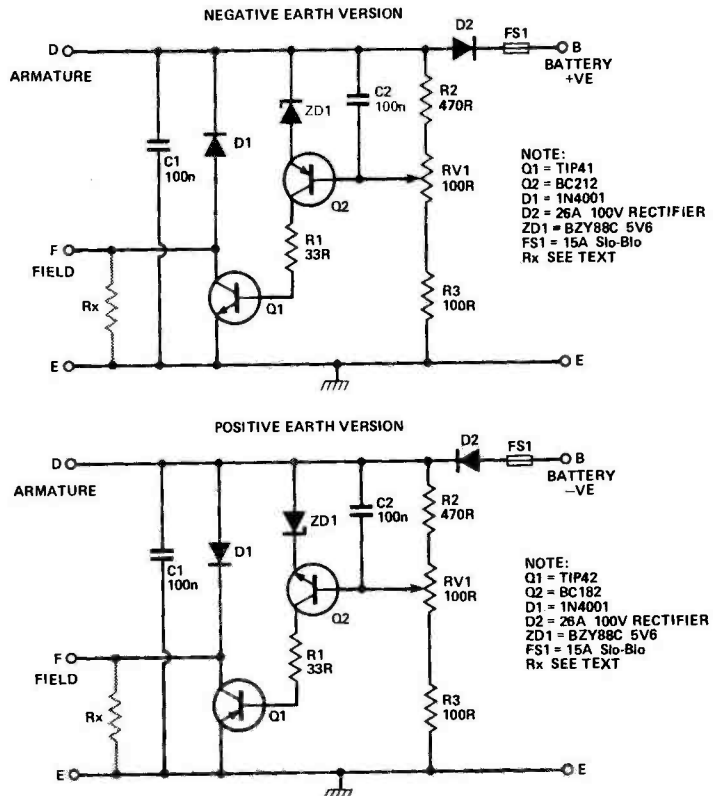 NEGATIVE EARTH VERSION
D
ARMATURE
D2
FS1
B
BATTERY
+VE
C1
100n
D1
ZD1
C2
100n
R2
470R
RV1
100R
Q2
R1
33R
F
FIELD
Rx
Q1
R3
100R
E
E
NOTE:
Q1 = TIP41
Q2 = BC212
D1 = 1N4001
D2 = 26A 100V RECTIFIER
ZD1 = BZY88C 5V6
FS1 = 15A Slo-Blo
Rx SEE TEXT
POSITIVE EARTH VERSION
D
ARMATURE
D2
FS1
B
BATTERY
–VE
C1
100n
D1
ZD1
C2
100n
R2
470R
RV1
100R
Q2
R1
33R
F
FIELD
Rx
Q1
R3
100R
E
E
NOTE:
Q1 = TIP42
Q2 = BC182
D1 = 1N4001
D2 = 26A 100V RECTIFIER
ZD1 = BZY88C 5V6
FS1 = 15A Slo-Blo
Rx SEE TEXT